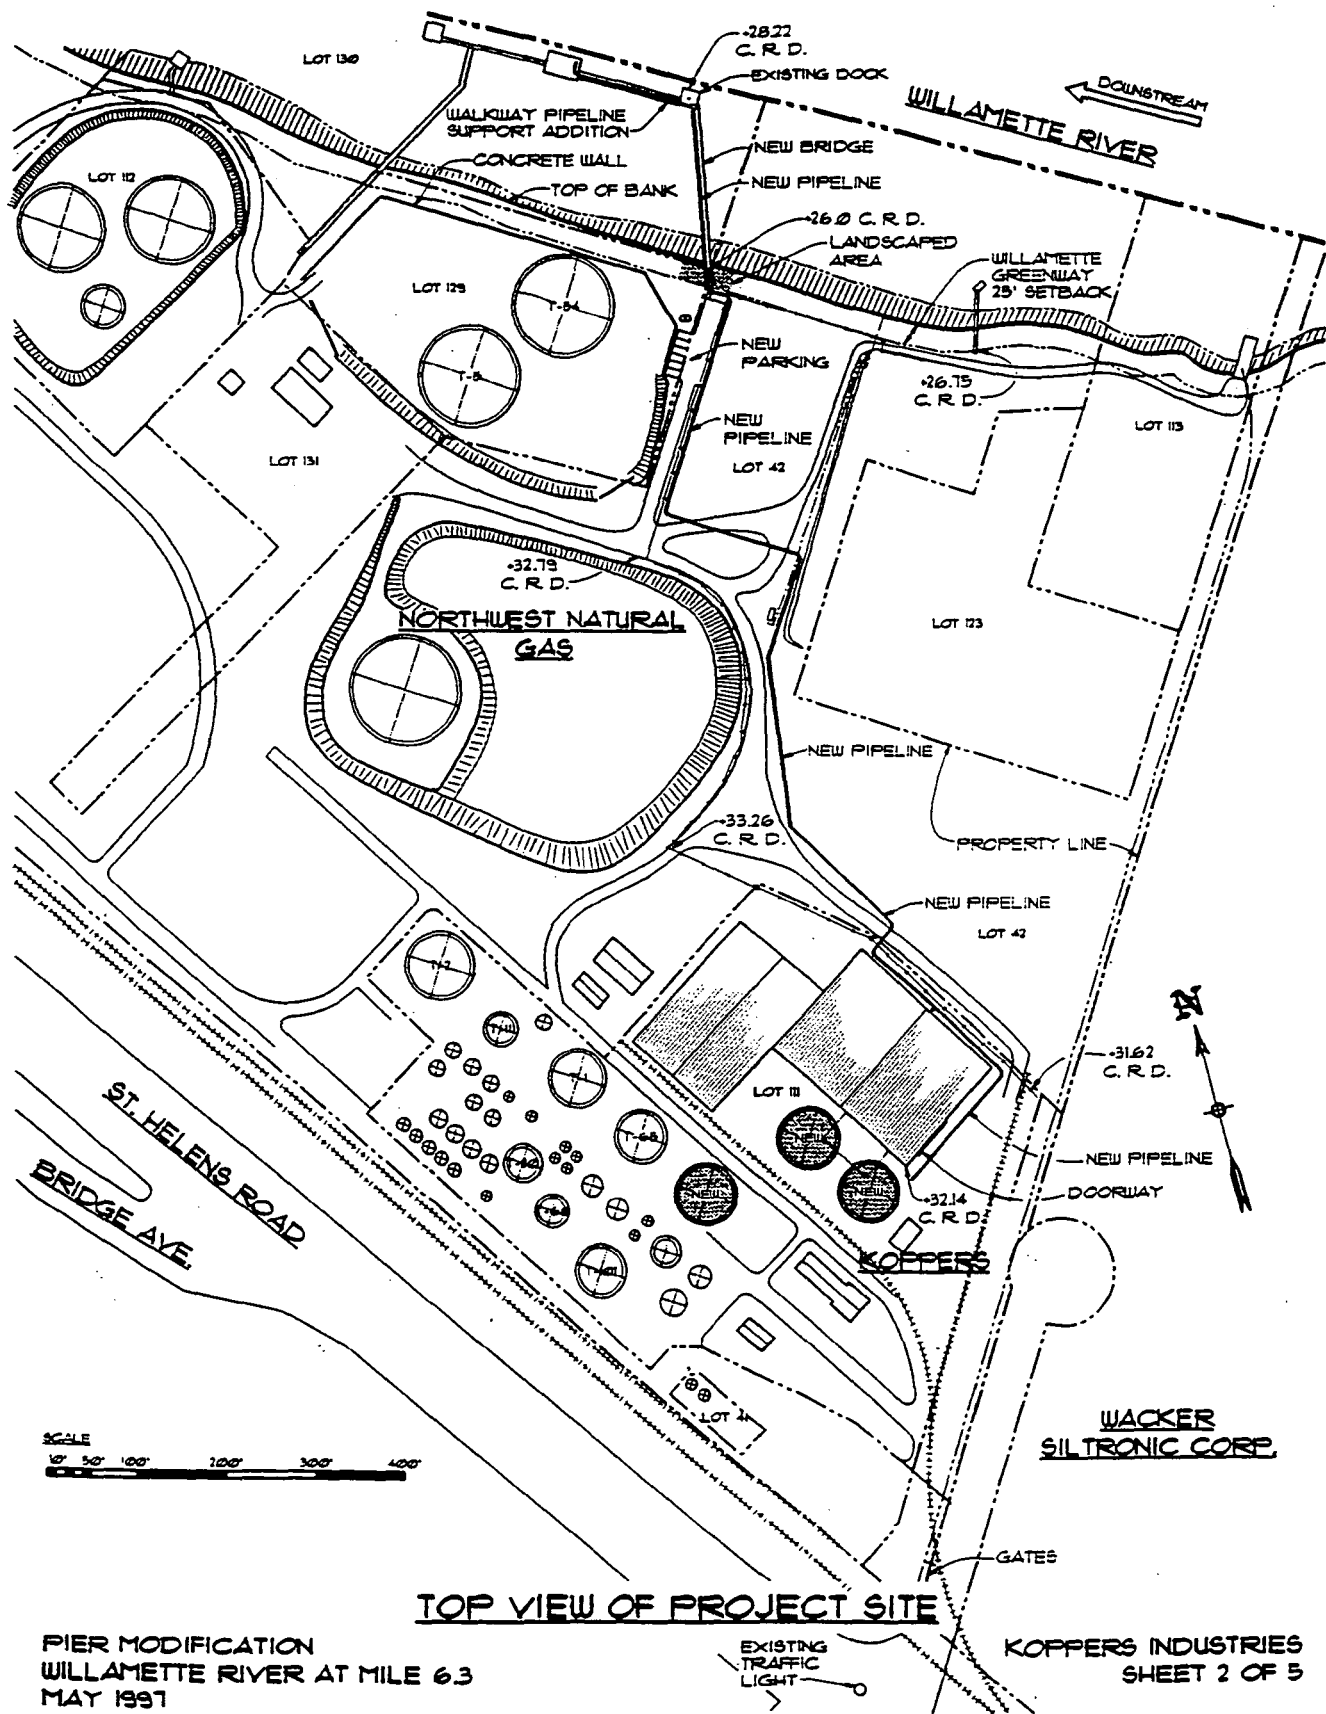 +28.22
C. R. D.
LOT 130
EXISTING DOCK
DOWNSTREAM
WILLAMETTE RIVER
WALKWAY PIPELINE
SUPPORT ADDITION
NEW BRIDGE
CONCRETE WALL
NEW PIPELINE
LOT 112
TOP OF BANK
+26.0 C. R. D.
LANDSCAPED
AREA
WILLAMETTE
GREENWAY
25' SETBACK
T-54
NEW
PARKING
T-5
+26.75
C. R. D.
NEW
PIPELINE
LOT 113
LOT 131
LOT 42
+32.79
C. R. D.
NORTHWEST NATURAL
GAS
LOT 123
NEW PIPELINE
+33.26
C. R. D.
PROPERTY LINE
NEW PIPELINE
LOT 42
T-7
N
T-1
+31.62
C. R. D.
LOT 111
ST. HELENS ROAD
BRIDGE AVE.
T-68
NEW
NEW
NEW
NEW PIPELINE
DOORWAY
+32.14
C. R. D.
KOPPERS
LOT 41
WACKER
SILTRONIC CORP.
SCALE
10' 50' 100' 200' 300' 400'
GATES
TOP VIEW OF PROJECT SITE
PIER MODIFICATION
WILLAMETTE RIVER AT MILE 6.3
MAY 1997
EXISTING
TRAFFIC
LIGHT
KOPPERS INDUSTRIES
SHEET 2 OF 5